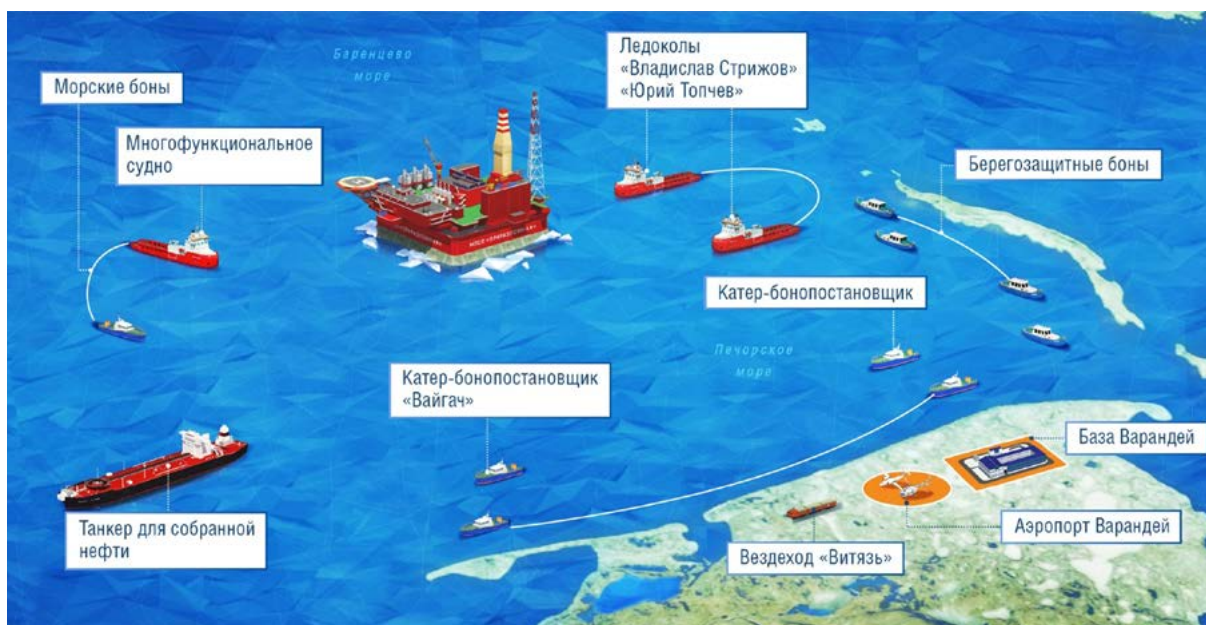 Баренцево
море
Ледоколы
«Владислав Стрижов»
«Юрий Топчев»
Морские боны
Многофункциональное
судно
Берегозащитные боны
Катер-бонопостановщик
Печорское
море
Катер-бонопостановщик
«Вайгач»
База Варандей
Танкер для собранной
нефти
Аэропорт Варандей
Вездеход «Витязь»